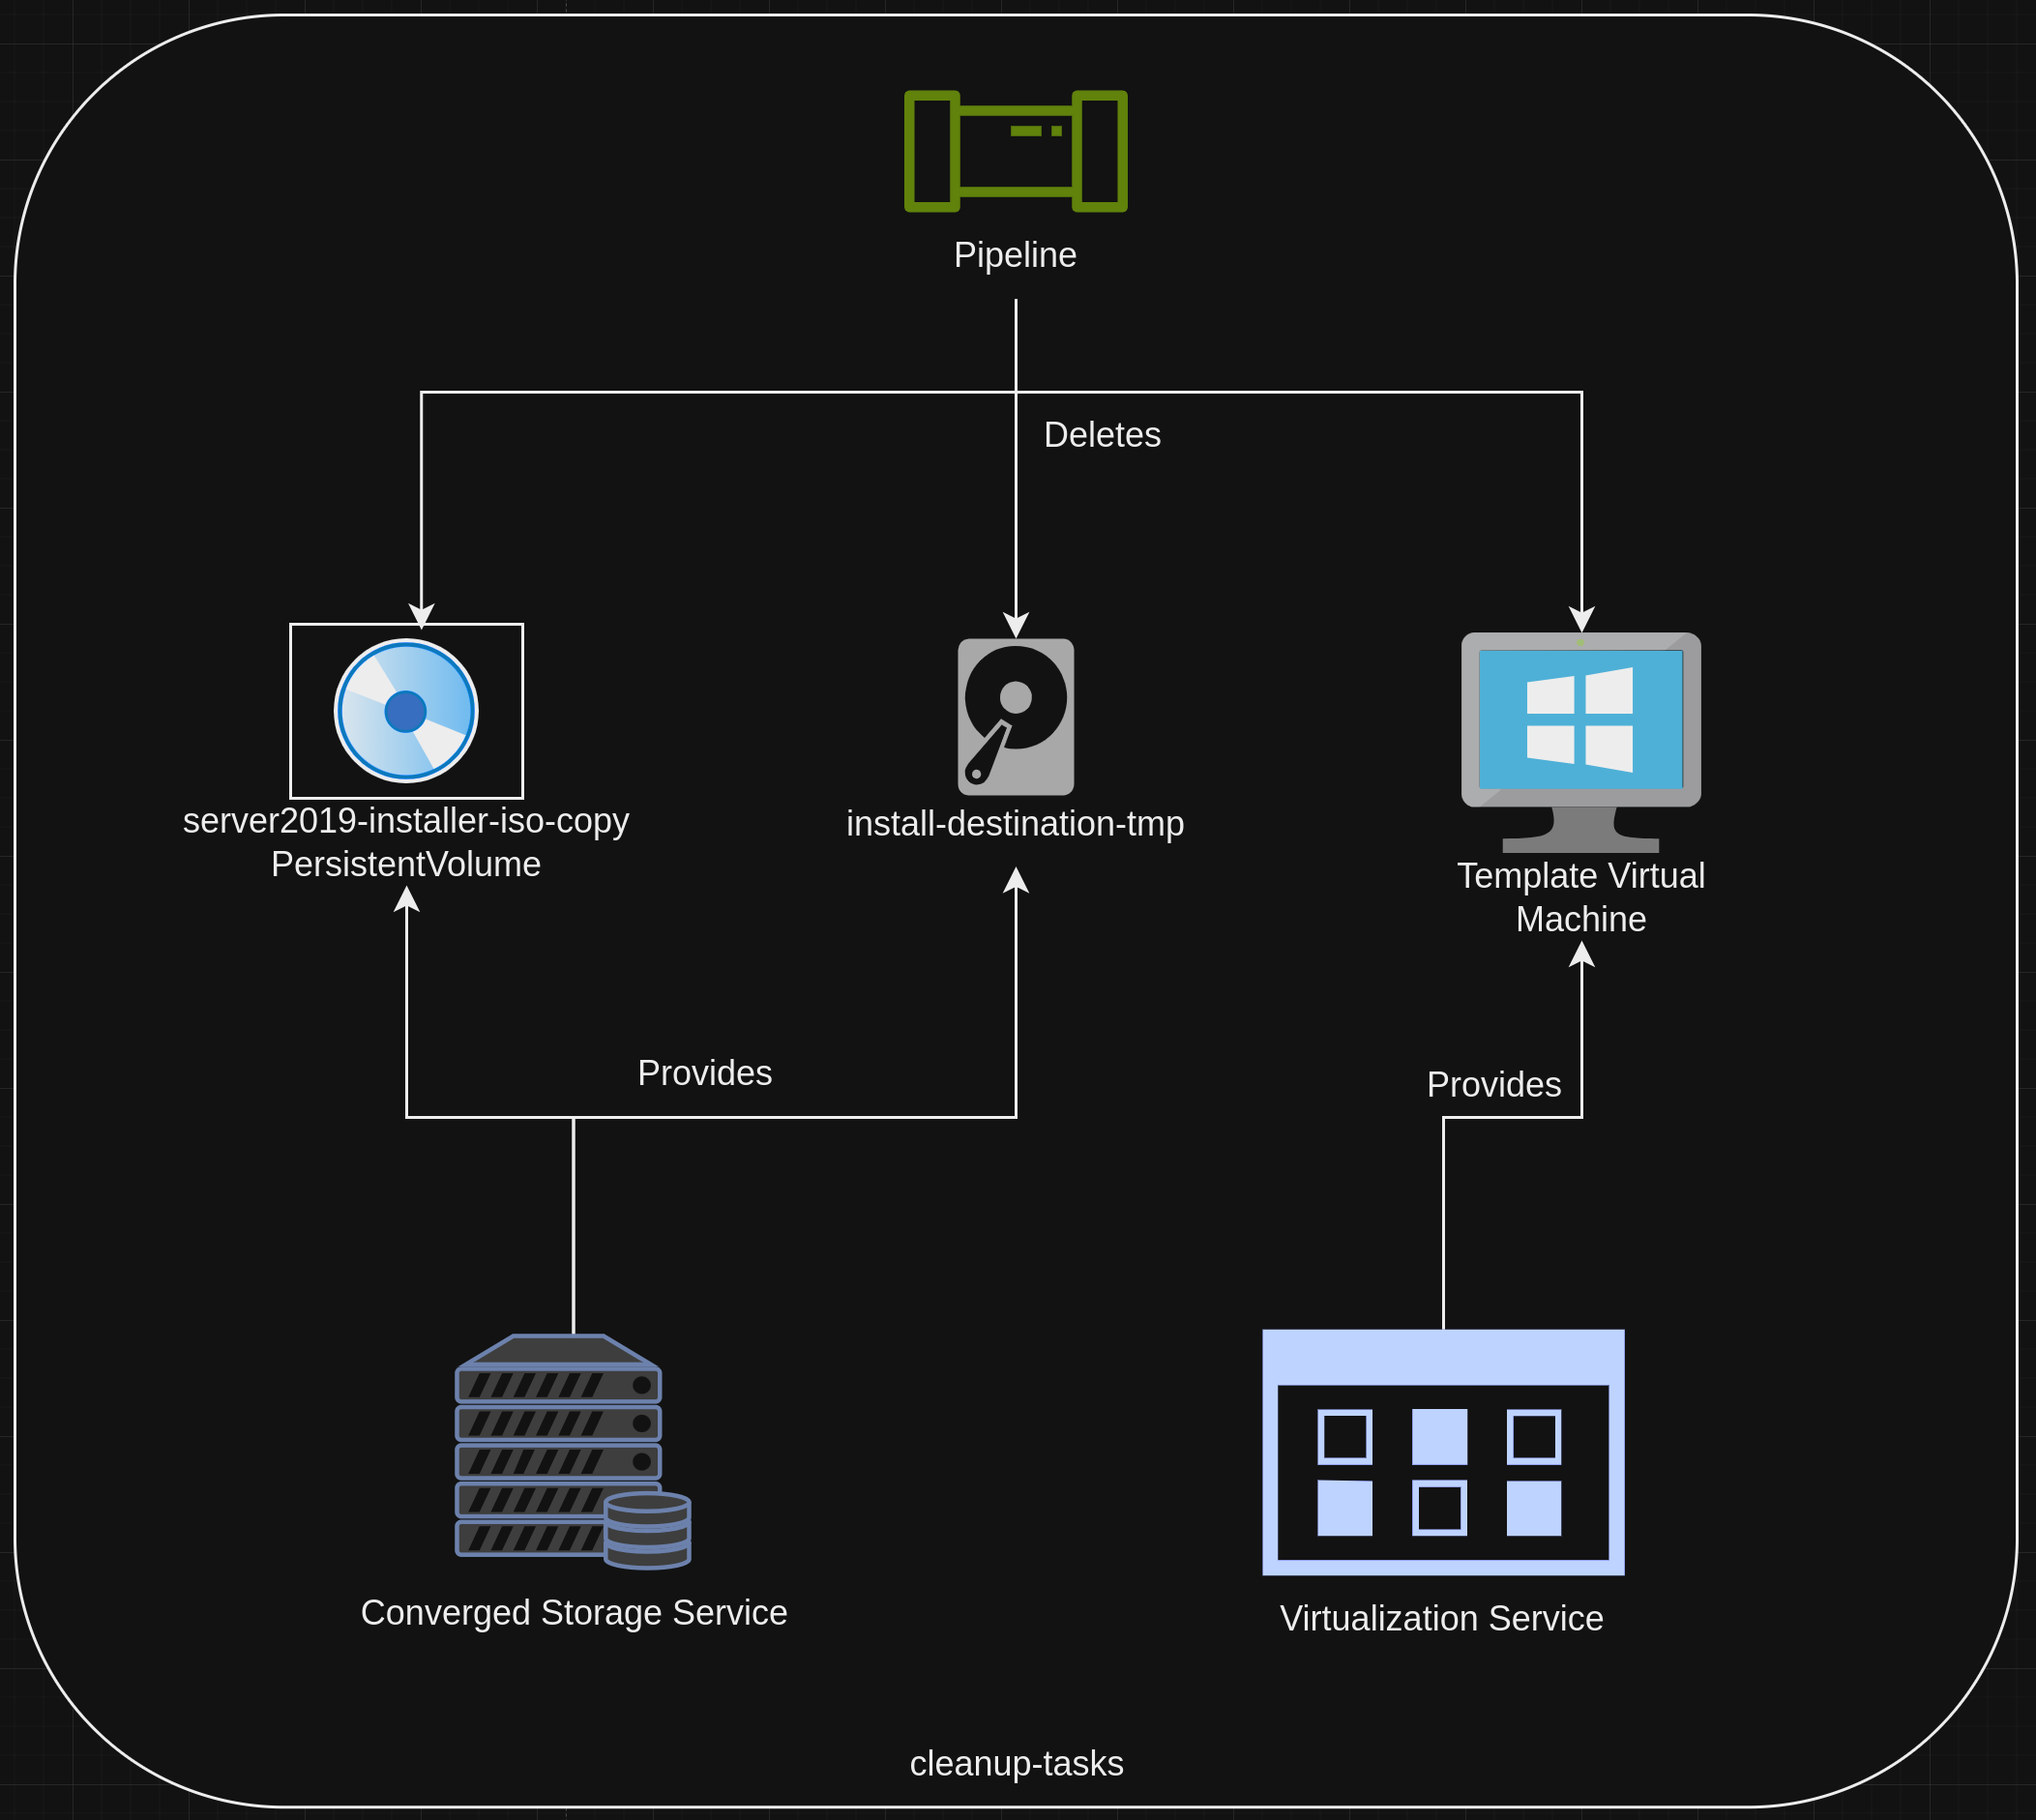 Pipeline
Deletes
server2019-installer-iso-copy
PersistentVolume
install-destination-tmp
Template Virtual
Machine
Provides
Provides
Converged Storage Service
Virtualization Service
cleanup-tasks